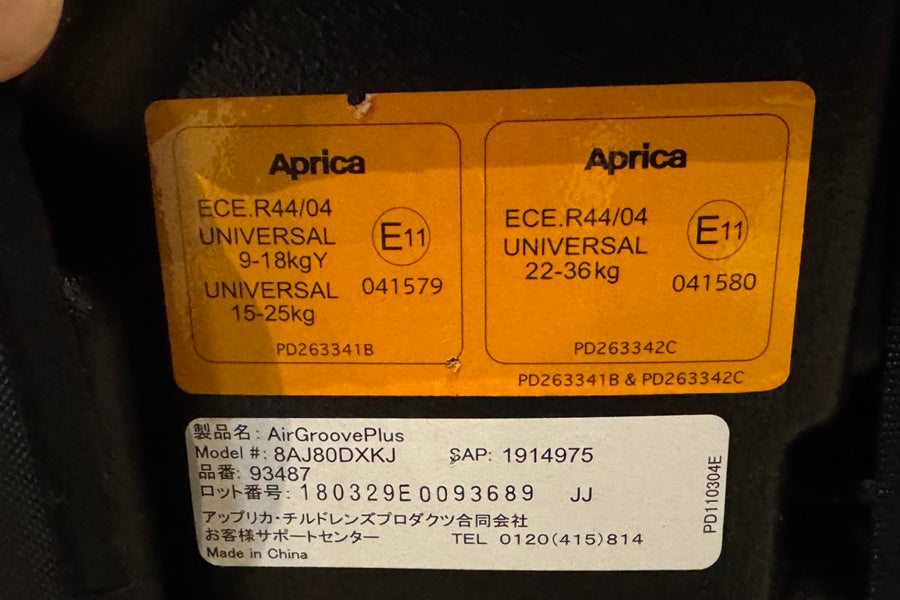 Aprica
ECE.R44/04
UNIVERSAL
9-18kgY
UNIVERSAL
15-25kg
E11
041579
PD263341B
Aprica
ECE.R44/04
UNIVERSAL
22-36kg
E11
041580
PD263342C
PD263341B & PD263342C
製品名: AirGroovePlus
Model #: 8AJ80DXKJ SAP: 1914975
品番: 93487
ロット番号: 180329E0093689 JJ
アップリカ・チルドレンズプロダクツ合同会社
お客様サポートセンター TEL 0120(415)814
Made in China
PD110304E